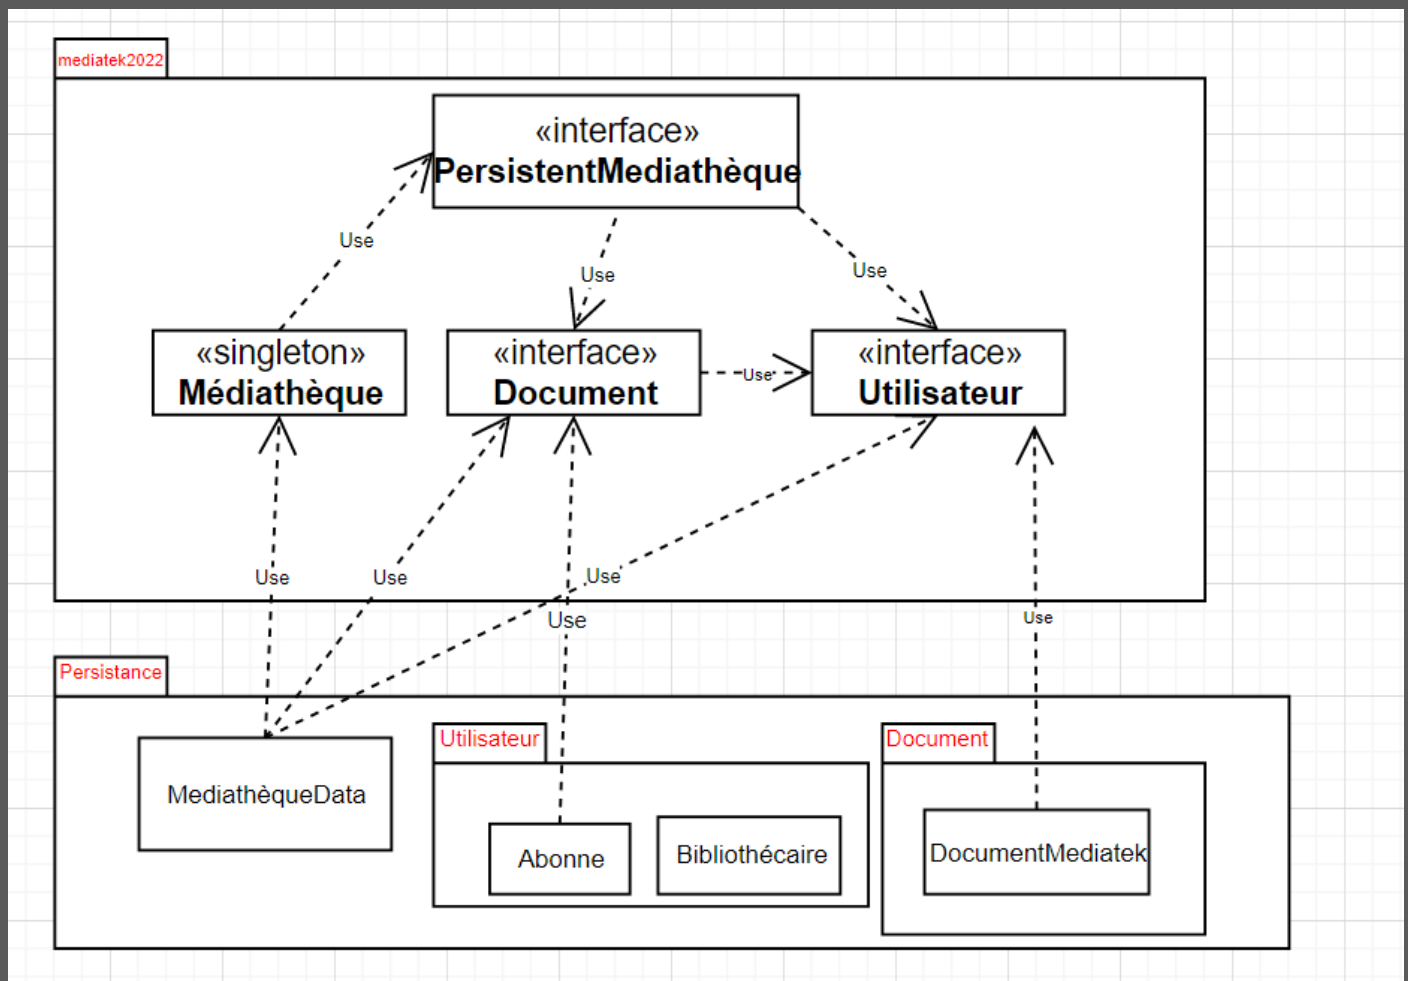 mediatek2022
«interface»
PersistentMediathèque
Use
Use
Use
«singleton»
Médiathèque
«interface»
Document
Use
«interface»
Utilisateur
Use
Use
Use
Use
Use
Persistance
MediathèqueData
Utilisateur
Abonne
Bibliothécaire
Document
DocumentMediatek